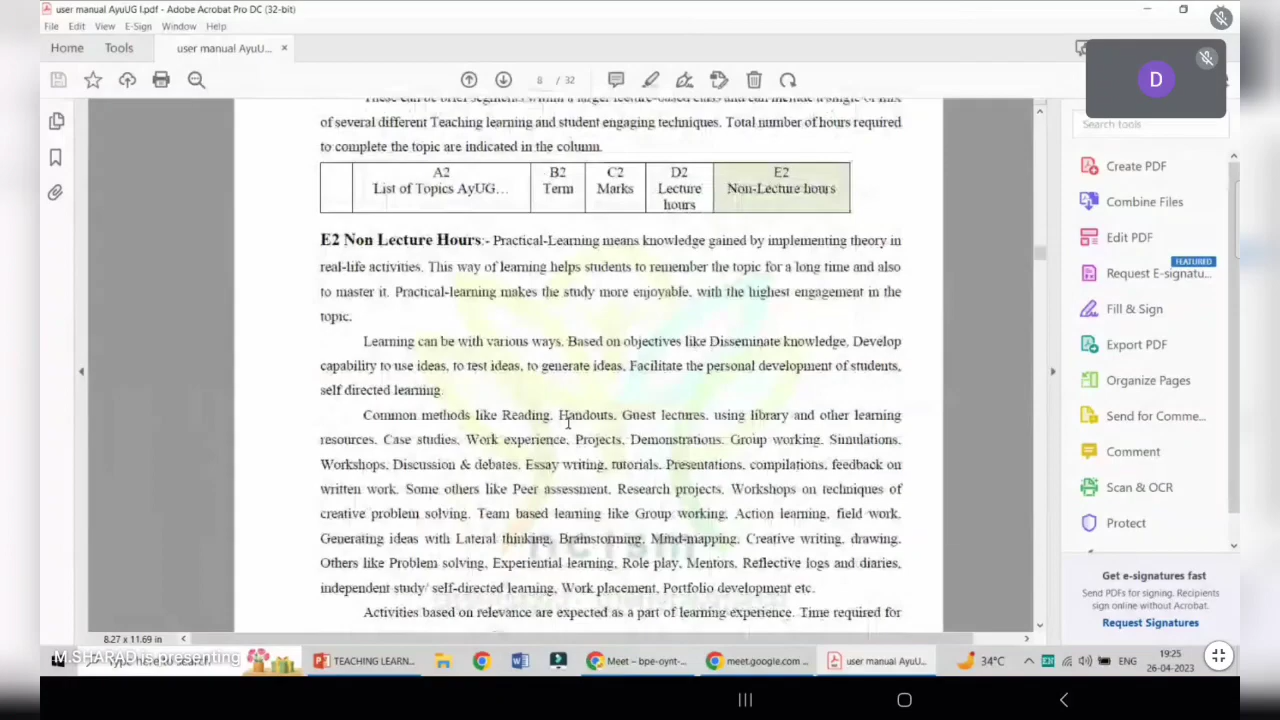 user manual AyuUG I.pdf - Adobe Acrobat Pro DC (32-bit)
File Edit View E-Sign Window Help
Home Tools user manual AyuU... ×
8 / 32
D
Search tools
These can be brief segments within a larger lecture-based class and can include a single or mix
of several different Teaching learning and student engaging techniques. Total number of hours required
to complete the topic are indicated in the column.
A2 B2 C2 D2 E2
List of Topics AyUG... Term Marks Lecture Non-Lecture hours
hours
E2 Non Lecture Hours:- Practical-Learning means knowledge gained by implementing theory in
real-life activities. This way of learning helps students to remember the topic for a long time and also
to master it. Practical-learning makes the study more enjoyable, with the highest engagement in the
topic.
Learning can be with various ways. Based on objectives like Disseminate knowledge, Develop
capability to use ideas, to test ideas, to generate ideas, Facilitate the personal development of students,
self directed learning.
Common methods like Reading, Handouts, Guest lectures, using library and other learning
resources. Case studies, Work experience, Projects, Demonstrations, Group working, Simulations,
Workshops, Discussion & debates, Essay writing, tutorials, Presentations, compilations, feedback on
written work. Some others like Peer assessment, Research projects, Workshops on techniques of
creative problem solving. Team based learning like Group working, Action learning, field work,
Generating ideas with Lateral thinking, Brainstorming, Mind-mapping, Creative writing, drawing.
Others like Problem solving, Experiential learning, Role play, Mentors, Reflective logs and diaries,
independent study/ self-directed learning, Work placement, Portfolio development etc.
Activities based on relevance are expected as a part of learning experience. Time required for
Create PDF
Combine Files
Edit PDF
FEATURED
Request E-signatu...
Fill & Sign
Export PDF
Organize Pages
Send for Comme...
Comment
Scan & OCR
Protect
Get e-signatures fast
Send PDFs for signing. Recipients
sign online without Acrobat.
Request Signatures
8.27 x 11.69 in
M.SHARAD is presenting
TEACHING LEARN... Meet – bpe-oynt-... meet.google.com ... user manual AyuU... 34°C ENG 19:25
26-04-2023